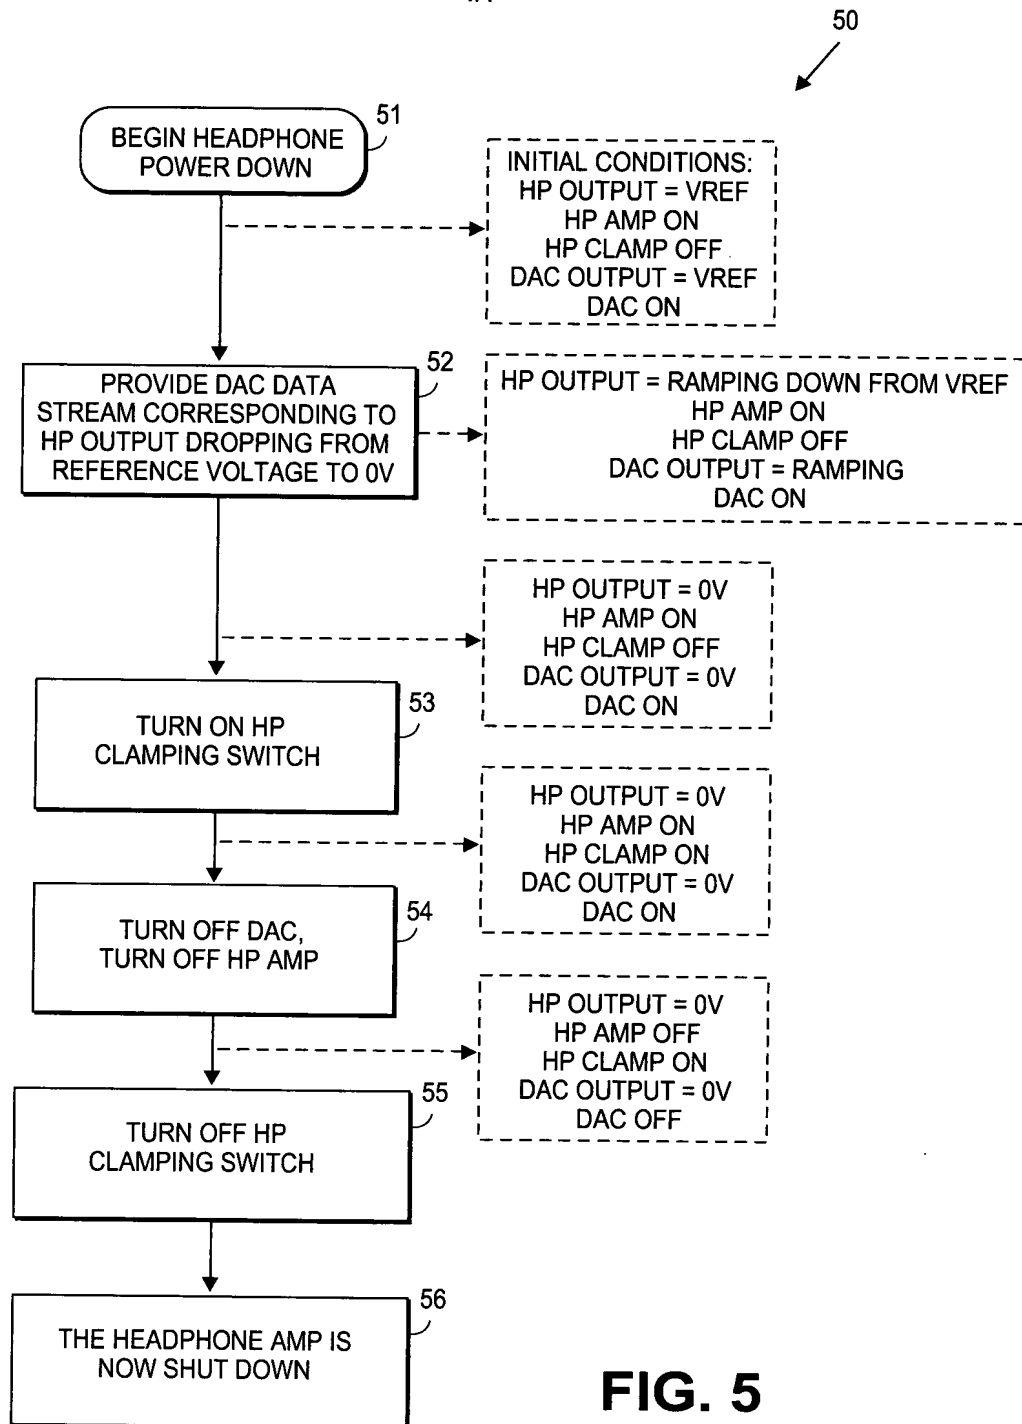 50
51
BEGIN HEADPHONE
POWER DOWN
INITIAL CONDITIONS:
HP OUTPUT = VREF
HP AMP ON
HP CLAMP OFF
DAC OUTPUT = VREF
DAC ON
52
PROVIDE DAC DATA
STREAM CORRESPONDING TO
HP OUTPUT DROPPING FROM
REFERENCE VOLTAGE TO 0V
HP OUTPUT = RAMPING DOWN FROM VREF
HP AMP ON
HP CLAMP OFF
DAC OUTPUT = RAMPING
DAC ON
HP OUTPUT = 0V
HP AMP ON
HP CLAMP OFF
DAC OUTPUT = 0V
DAC ON
53
TURN ON HP
CLAMPING SWITCH
HP OUTPUT = 0V
HP AMP ON
HP CLAMP ON
DAC OUTPUT = 0V
DAC ON
54
TURN OFF DAC,
TURN OFF HP AMP
HP OUTPUT = 0V
HP AMP OFF
HP CLAMP ON
DAC OUTPUT = 0V
DAC OFF
55
TURN OFF HP
CLAMPING SWITCH
56
THE HEADPHONE AMP IS
NOW SHUT DOWN
FIG. 5